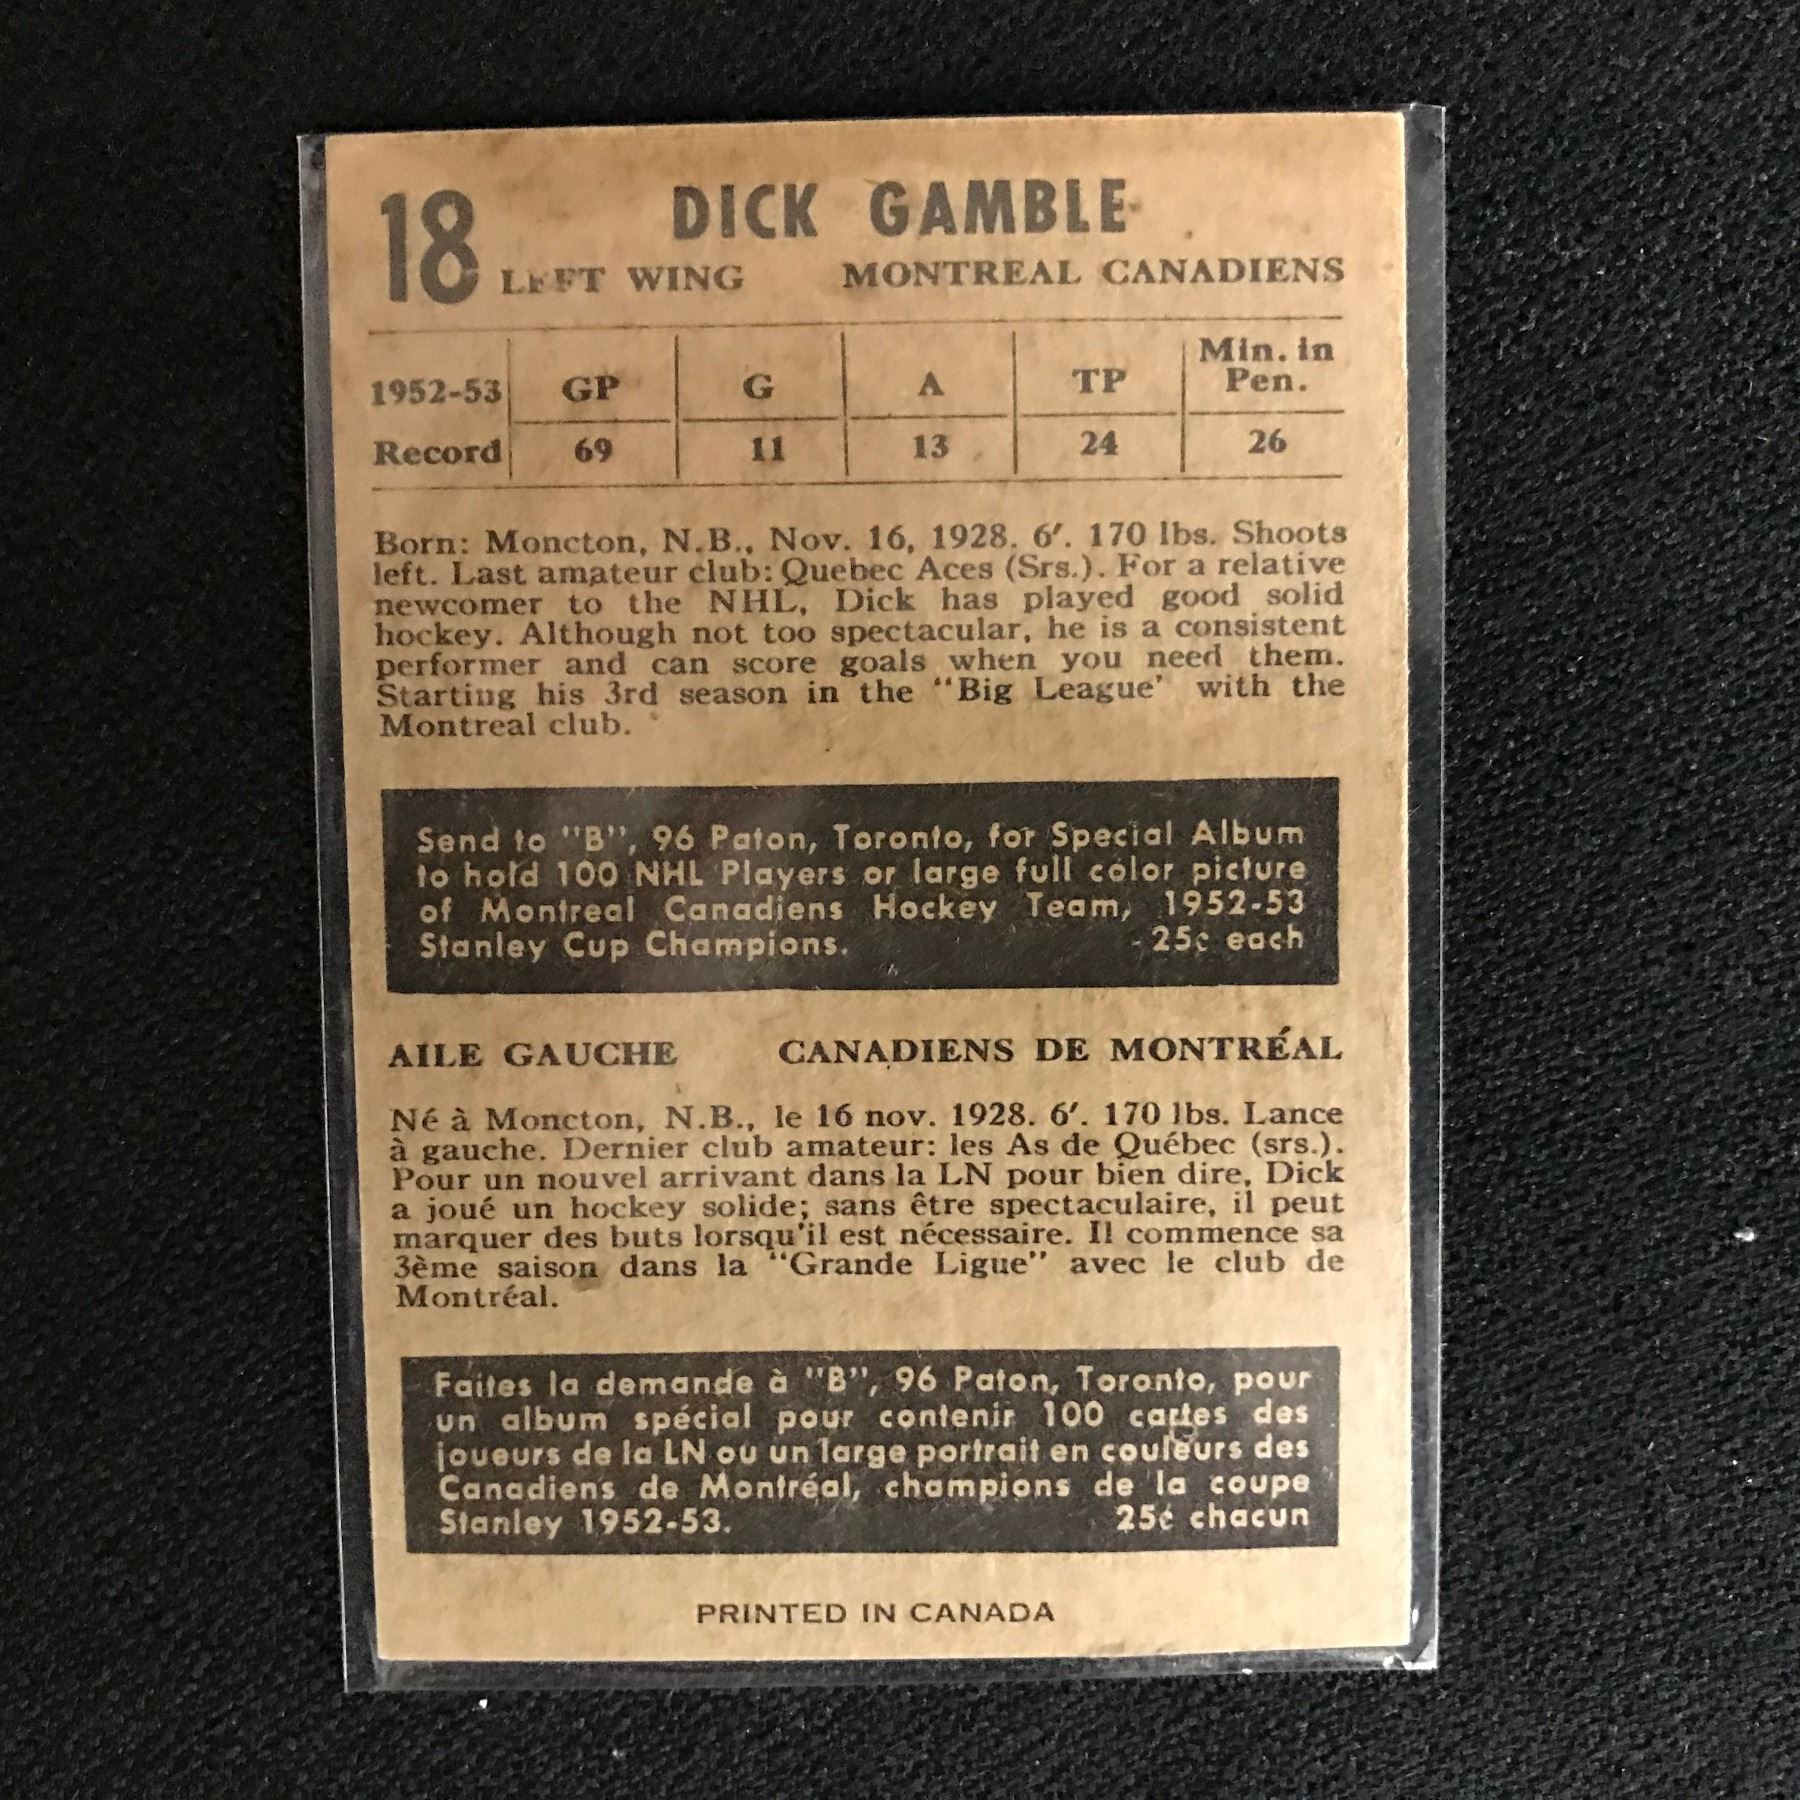 18 DICK GAMBLE
LEFT WING MONTREAL CANADIENS
1952-53 GP G A TP Min. in Pen.
Record 69 11 13 24 26
Born: Moncton, N.B., Nov. 16, 1928. 6′. 170 lbs. Shoots
left. Last amateur club: Quebec Aces (Srs.). For a relative
newcomer to the NHL, Dick has played good solid
hockey. Although not too spectacular, he is a consistent
performer and can score goals when you need them.
Starting his 3rd season in the "Big League' with the
Montreal club.
Send to "B", 96 Paton, Toronto, for Special Album
to hold 100 NHL Players or large full color picture
of Montreal Canadiens Hockey Team, 1952-53
Stanley Cup Champions. - 25¢ each
AILE GAUCHE CANADIENS DE MONTRÉAL
Né à Moncton, N.B., le 16 nov. 1928. 6′. 170 lbs. Lance
à gauche. Dernier club amateur: les As de Québec (srs.).
Pour un nouvel arrivant dans la LN pour bien dire, Dick
a joué un hockey solide; sans être spectaculaire, il peut
marquer des buts lorsqu'il est nécessaire. Il commence sa
3ème saison dans la "Grande Ligue" avec le club de
Montréal.
Faites la demande à "B", 96 Paton, Toronto, pour
un album spécial pour contenir 100 cartes des
joueurs de la LN ou un large portrait en couleurs des
Canadiens de Montréal, champions de la coupe
Stanley 1952-53. 25¢ chacun
PRINTED IN CANADA